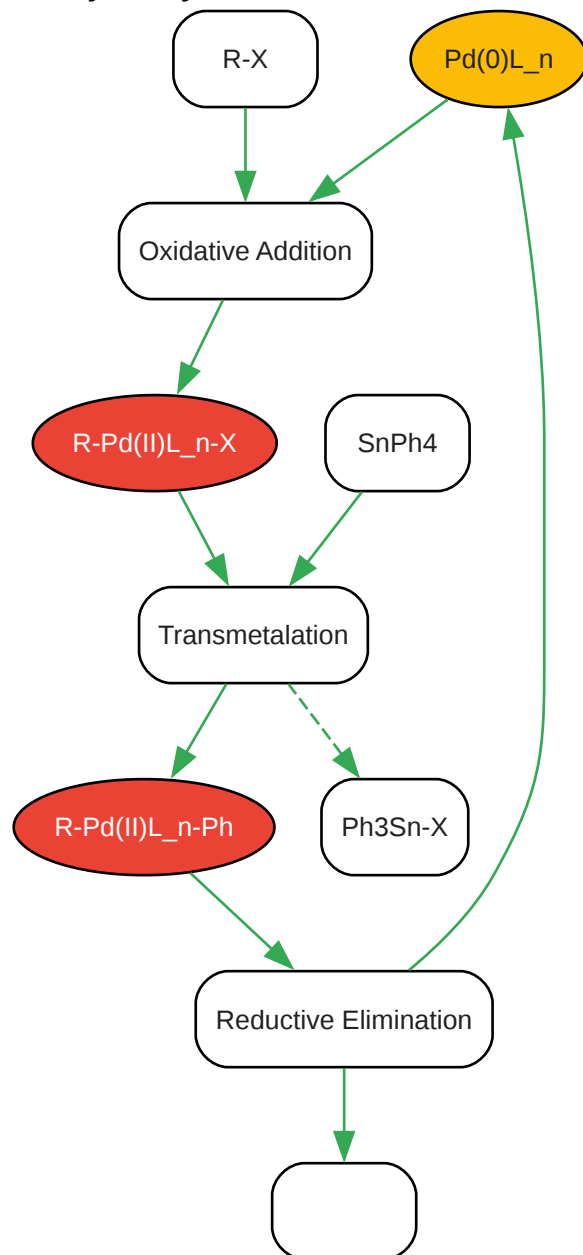 R-X
Pd(0)L_n
Oxidative Addition
R-Pd(II)L_n-X
SnPh4
Transmetalation
R-Pd(II)L_n-Ph
Ph3Sn-X
Reductive Elimination